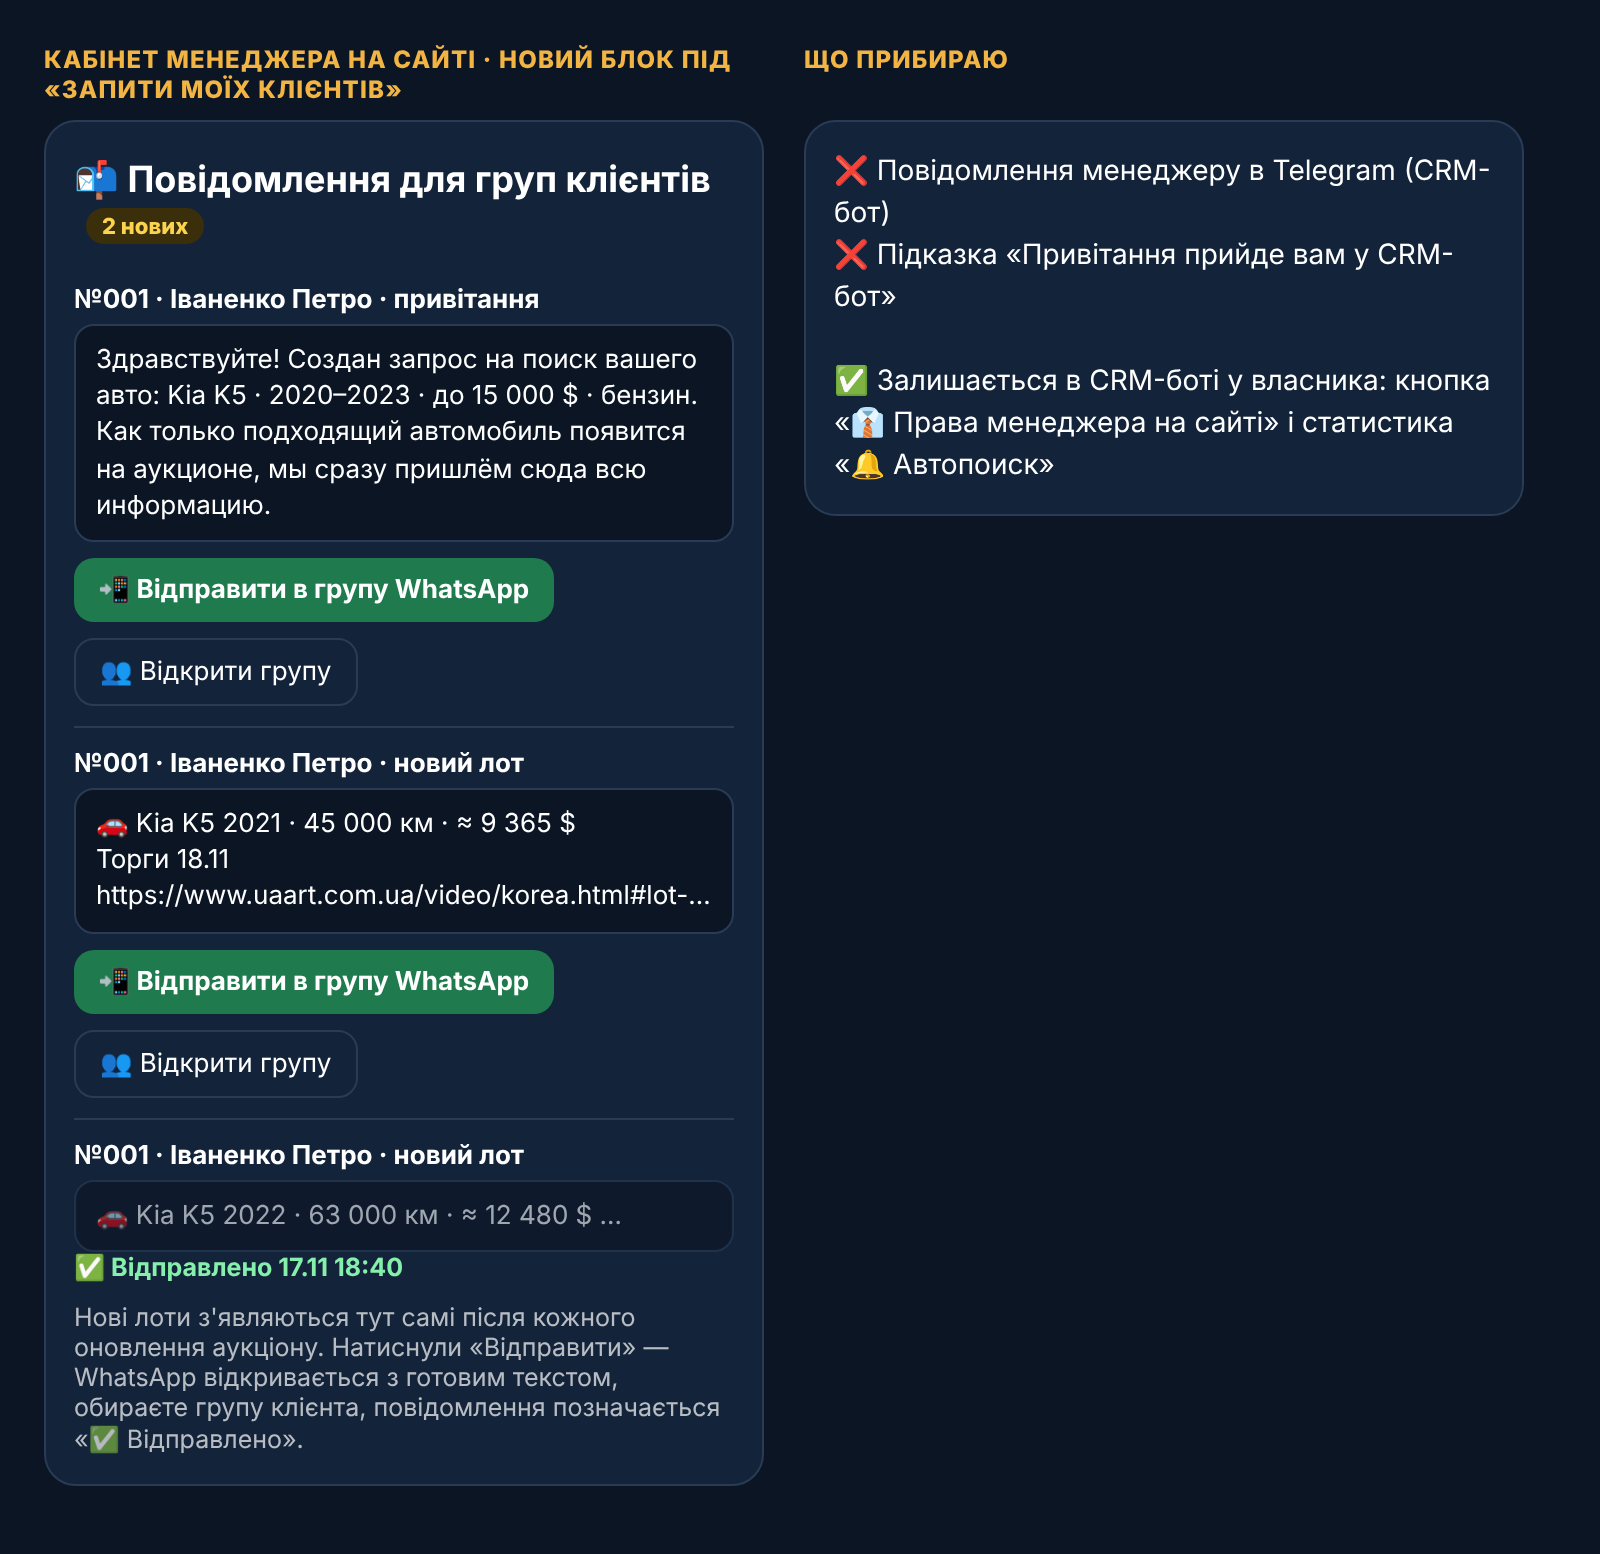 КАБІНЕТ МЕНЕДЖЕРА НА САЙТІ · НОВИЙ БЛОК ПІД
«ЗАПИТИ МОЇХ КЛІЄНТІВ»
📬 Повідомлення для груп клієнтів
2 нових
№001 · Іваненко Петро · привітання
Здравствуйте! Создан запрос на поиск вашего
авто: Kia K5 · 2020–2023 · до 15 000 $ · бензин.
Как только подходящий автомобиль появится
на аукционе, мы сразу пришлём сюда всю
информацию.
📲 Відправити в групу WhatsApp
👥 Відкрити групу
№001 · Іваненко Петро · новий лот
🚗 Kia K5 2021 · 45 000 км · ≈ 9 365 $
Торги 18.11
https://www.uaart.com.ua/video/korea.html#lot-...
📲 Відправити в групу WhatsApp
👥 Відкрити групу
№001 · Іваненко Петро · новий лот
🚗 Kia K5 2022 · 63 000 км · ≈ 12 480 $ ...
✅ Відправлено 17.11 18:40
Нові лоти з'являються тут самі після кожного
оновлення аукціону. Натиснули «Відправити» —
WhatsApp відкривається з готовим текстом,
обираєте групу клієнта, повідомлення позначається
«✅ Відправлено».
ЩО ПРИБИРАЮ
❌ Повідомлення менеджеру в Telegram (CRM-
бот)
❌ Підказка «Привітання прийде вам у CRM-
бот»
✅ Залишається в CRM-боті у власника: кнопка
«👔 Права менеджера на сайті» і статистика
«🔔 Автопоиск»